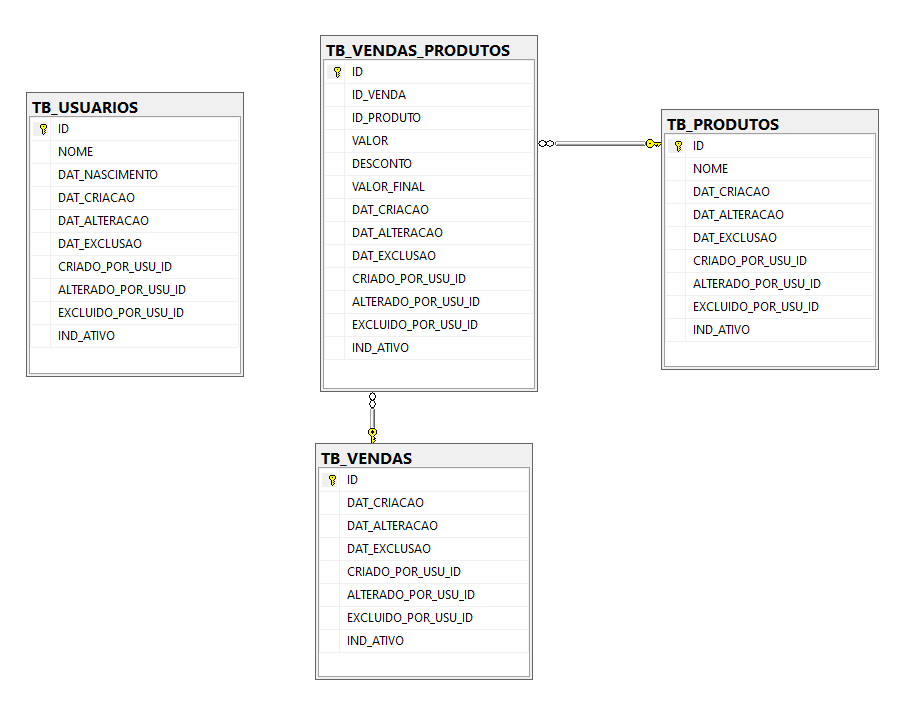 TB_USUARIOS
ID
NOME
DAT_NASCIMENTO
DAT_CRIACAO
DAT_ALTERACAO
DAT_EXCLUSAO
CRIADO_POR_USU_ID
ALTERADO_POR_USU_ID
EXCLUIDO_POR_USU_ID
IND_ATIVO
TB_VENDAS_PRODUTOS
ID
ID_VENDA
ID_PRODUTO
VALOR
DESCONTO
VALOR_FINAL
DAT_CRIACAO
DAT_ALTERACAO
DAT_EXCLUSAO
CRIADO_POR_USU_ID
ALTERADO_POR_USU_ID
EXCLUIDO_POR_USU_ID
IND_ATIVO
TB_PRODUTOS
ID
NOME
DAT_CRIACAO
DAT_ALTERACAO
DAT_EXCLUSAO
CRIADO_POR_USU_ID
ALTERADO_POR_USU_ID
EXCLUIDO_POR_USU_ID
IND_ATIVO
TB_VENDAS
ID
DAT_CRIACAO
DAT_ALTERACAO
DAT_EXCLUSAO
CRIADO_POR_USU_ID
ALTERADO_POR_USU_ID
EXCLUIDO_POR_USU_ID
IND_ATIVO